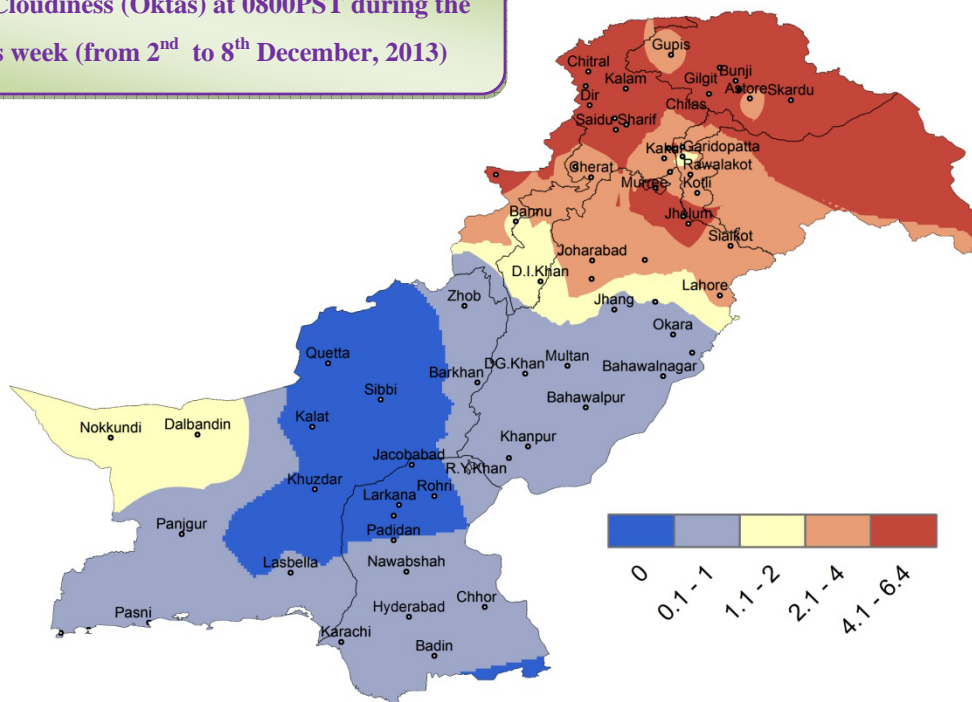 Cloudiness (Oktas) at 0800PST during the
s week (from 2nd to 8th December, 2013)
Gupis
Chitral
Bunji
Kalam
Gilgit
Astore
Skardu
Dir
Chilas
Saidu Sharif
Garidopatta
Rawalakot
Cherat
Murree
Kotli
Bannu
Jhelum
Sialkot
Joharabad
D.I.Khan
Lahore
Zhob
Jhang
Okara
Quetta
DG.Khan
Multan
Barkhan
Bahawalnagar
Sibbi
Bahawalpur
Kalat
Nokkundi
Dalbandin
Khanpur
Jacobabad
R.Y.Khan
Khuzdar
Rohri
Larkana
Panjgur
Padidan
Lasbella
Nawabshah
Chhor
Hyderabad
Pasni
Karachi
Badin
0
0.1 - 1
1.1 - 2
2.1 - 4
4.1 - 6.4